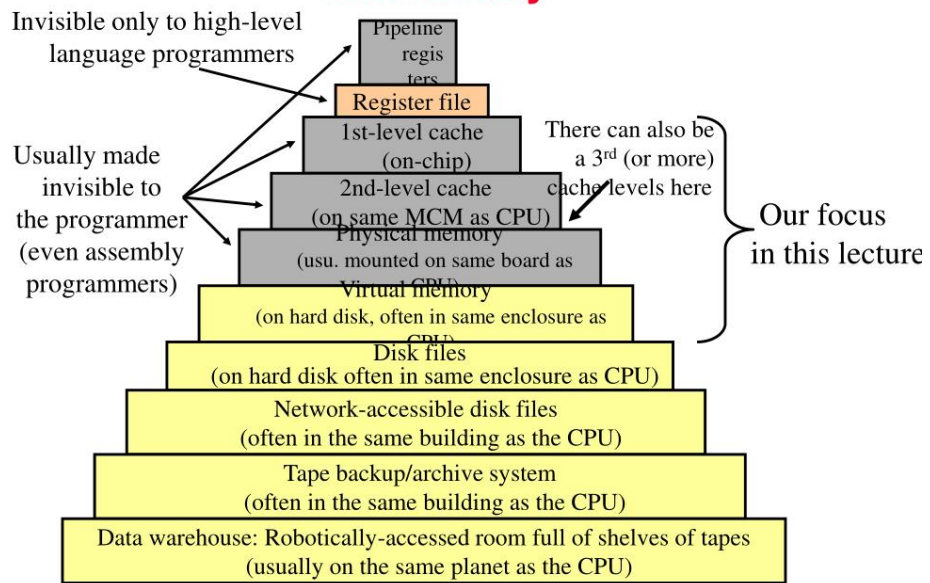 Invisible only to high-level
language programmers
Pipeline
regis
ters
Register file
1st-level cache
(on-chip)
There can also be
a 3rd (or more)
cache levels here
Usually made
invisible to
the programmer
(even assembly
programmers)
2nd-level cache
(on same MCM as CPU)
Our focus
in this lecture
Physical memory
(usu. mounted on same board as
CPU)
Virtual memory
(on hard disk, often in same enclosure as
CPU)
Disk files
(on hard disk often in same enclosure as CPU)
Network-accessible disk files
(often in the same building as the CPU)
Tape backup/archive system
(often in the same building as the CPU)
Data warehouse: Robotically-accessed room full of shelves of tapes
(usually on the same planet as the CPU)